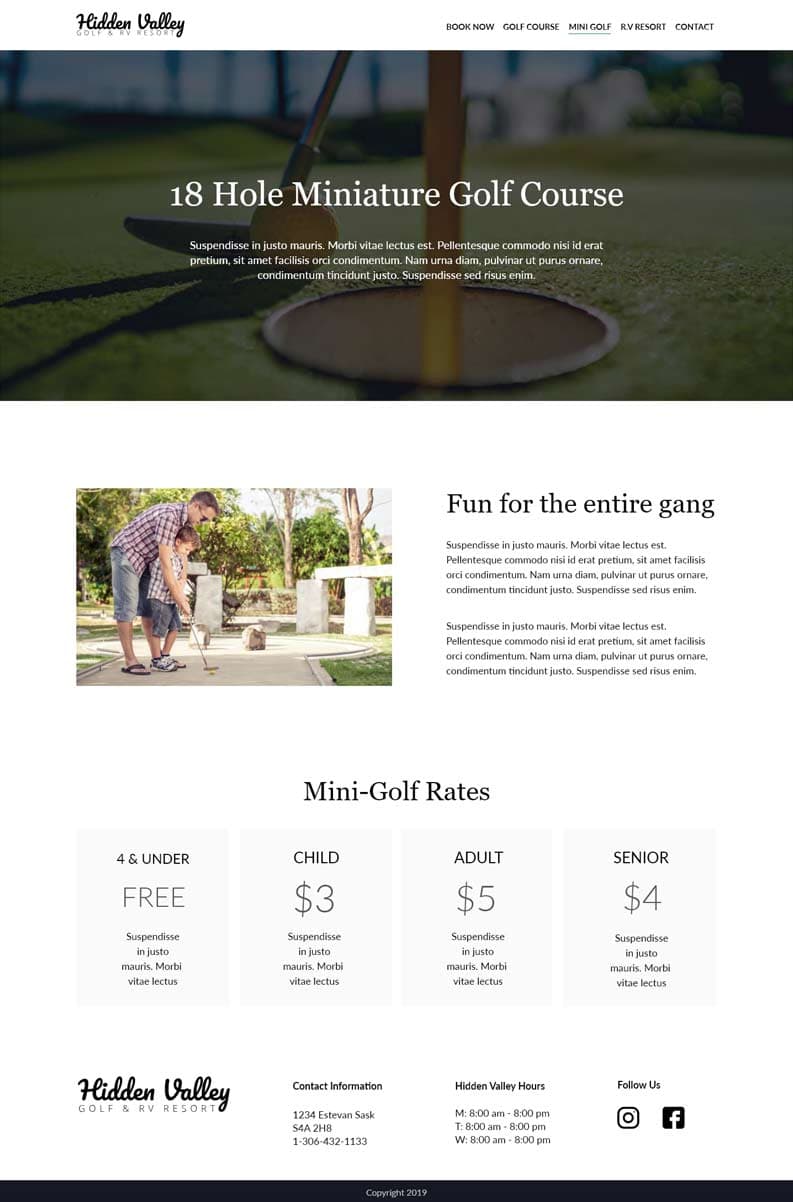 Hidden Valley
GOLF & RV RESORT
BOOK NOW GOLF COURSE MINI GOLF R.V RESORT CONTACT
18 Hole Miniature Golf Course
Suspendisse in justo mauris. Morbi vitae lectus est. Pellentesque commodo nisi id erat
pretium, sit amet facilisis orci condimentum. Nam urna diam, pulvinar ut purus ornare,
condimentum tincidunt justo. Suspendisse sed risus enim.
Fun for the entire gang
Suspendisse in justo mauris. Morbi vitae lectus est.
Pellentesque commodo nisi id erat pretium, sit amet facilisis
orci condimentum. Nam urna diam, pulvinar ut purus ornare,
condimentum tincidunt justo. Suspendisse sed risus enim.
Suspendisse in justo mauris. Morbi vitae lectus est.
Pellentesque commodo nisi id erat pretium, sit amet facilisis
orci condimentum. Nam urna diam, pulvinar ut purus ornare,
condimentum tincidunt justo. Suspendisse sed risus enim.
Mini-Golf Rates
4 & UNDER
FREE
Suspendisse
in justo
mauris. Morbi
vitae lectus
CHILD
$3
Suspendisse
in justo
mauris. Morbi
vitae lectus
ADULT
$5
Suspendisse
in justo
mauris. Morbi
vitae lectus
SENIOR
$4
Suspendisse
in justo
mauris. Morbi
vitae lectus
Hidden Valley
GOLF & RV RESORT
Contact Information
1234 Estevan Sask
S4A 2H8
1-306-432-1133
Hidden Valley Hours
M: 8:00 am - 8:00 pm
T: 8:00 am - 8:00 pm
W: 8:00 am - 8:00 pm
Follow Us
Copyright 2019